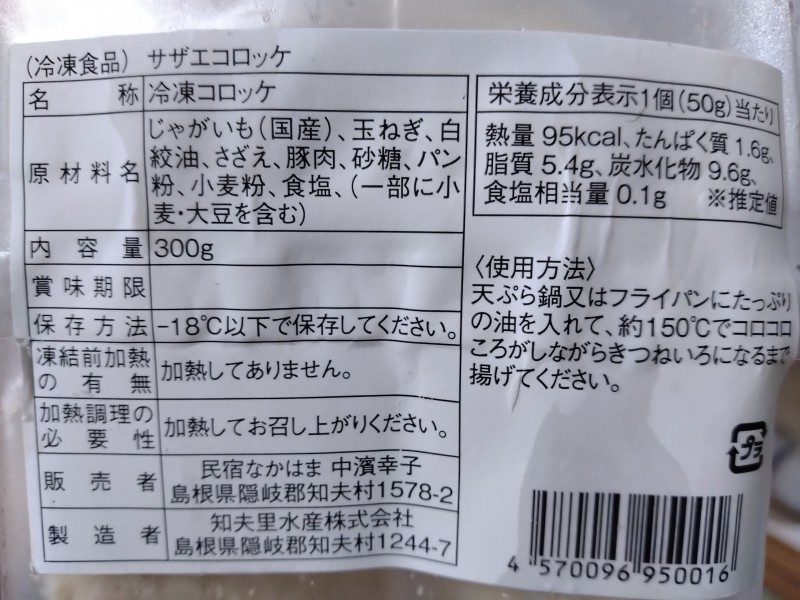 (冷凍食品) サザエコロッケ
名称 冷凍コロッケ
原材料名 じゃがいも(国産)、玉ねぎ、白
絞油、さざえ、豚肉、砂糖、パン
粉、小麦粉、食塩、(一部に小
麦・大豆を含む)
内容量 300g
賞味期限
保存方法 -18℃以下で保存してください。
凍結前加熱
の有無 加熱してありません。
加熱調理の
必要性 加熱してお召し上がりください。
販売者 民宿なかはま 中濱幸子
島根県隠岐郡知夫村1578-2
製造者 知夫里水産株式会社
島根県隠岐郡知夫村1244-7
栄養成分表示1個(50g)当たり
熱量 95kcal、たんぱく質 1.6g、
脂質 5.4g、炭水化物 9.6g、
食塩相当量 0.1g ※推定値
〈使用方法〉
天ぷら鍋又はフライパンにたっぷり
の油を入れて、約150℃でコロコロ
ころがしながらきつねいろになるまで
揚げてください。
プラ
4 570096 950016